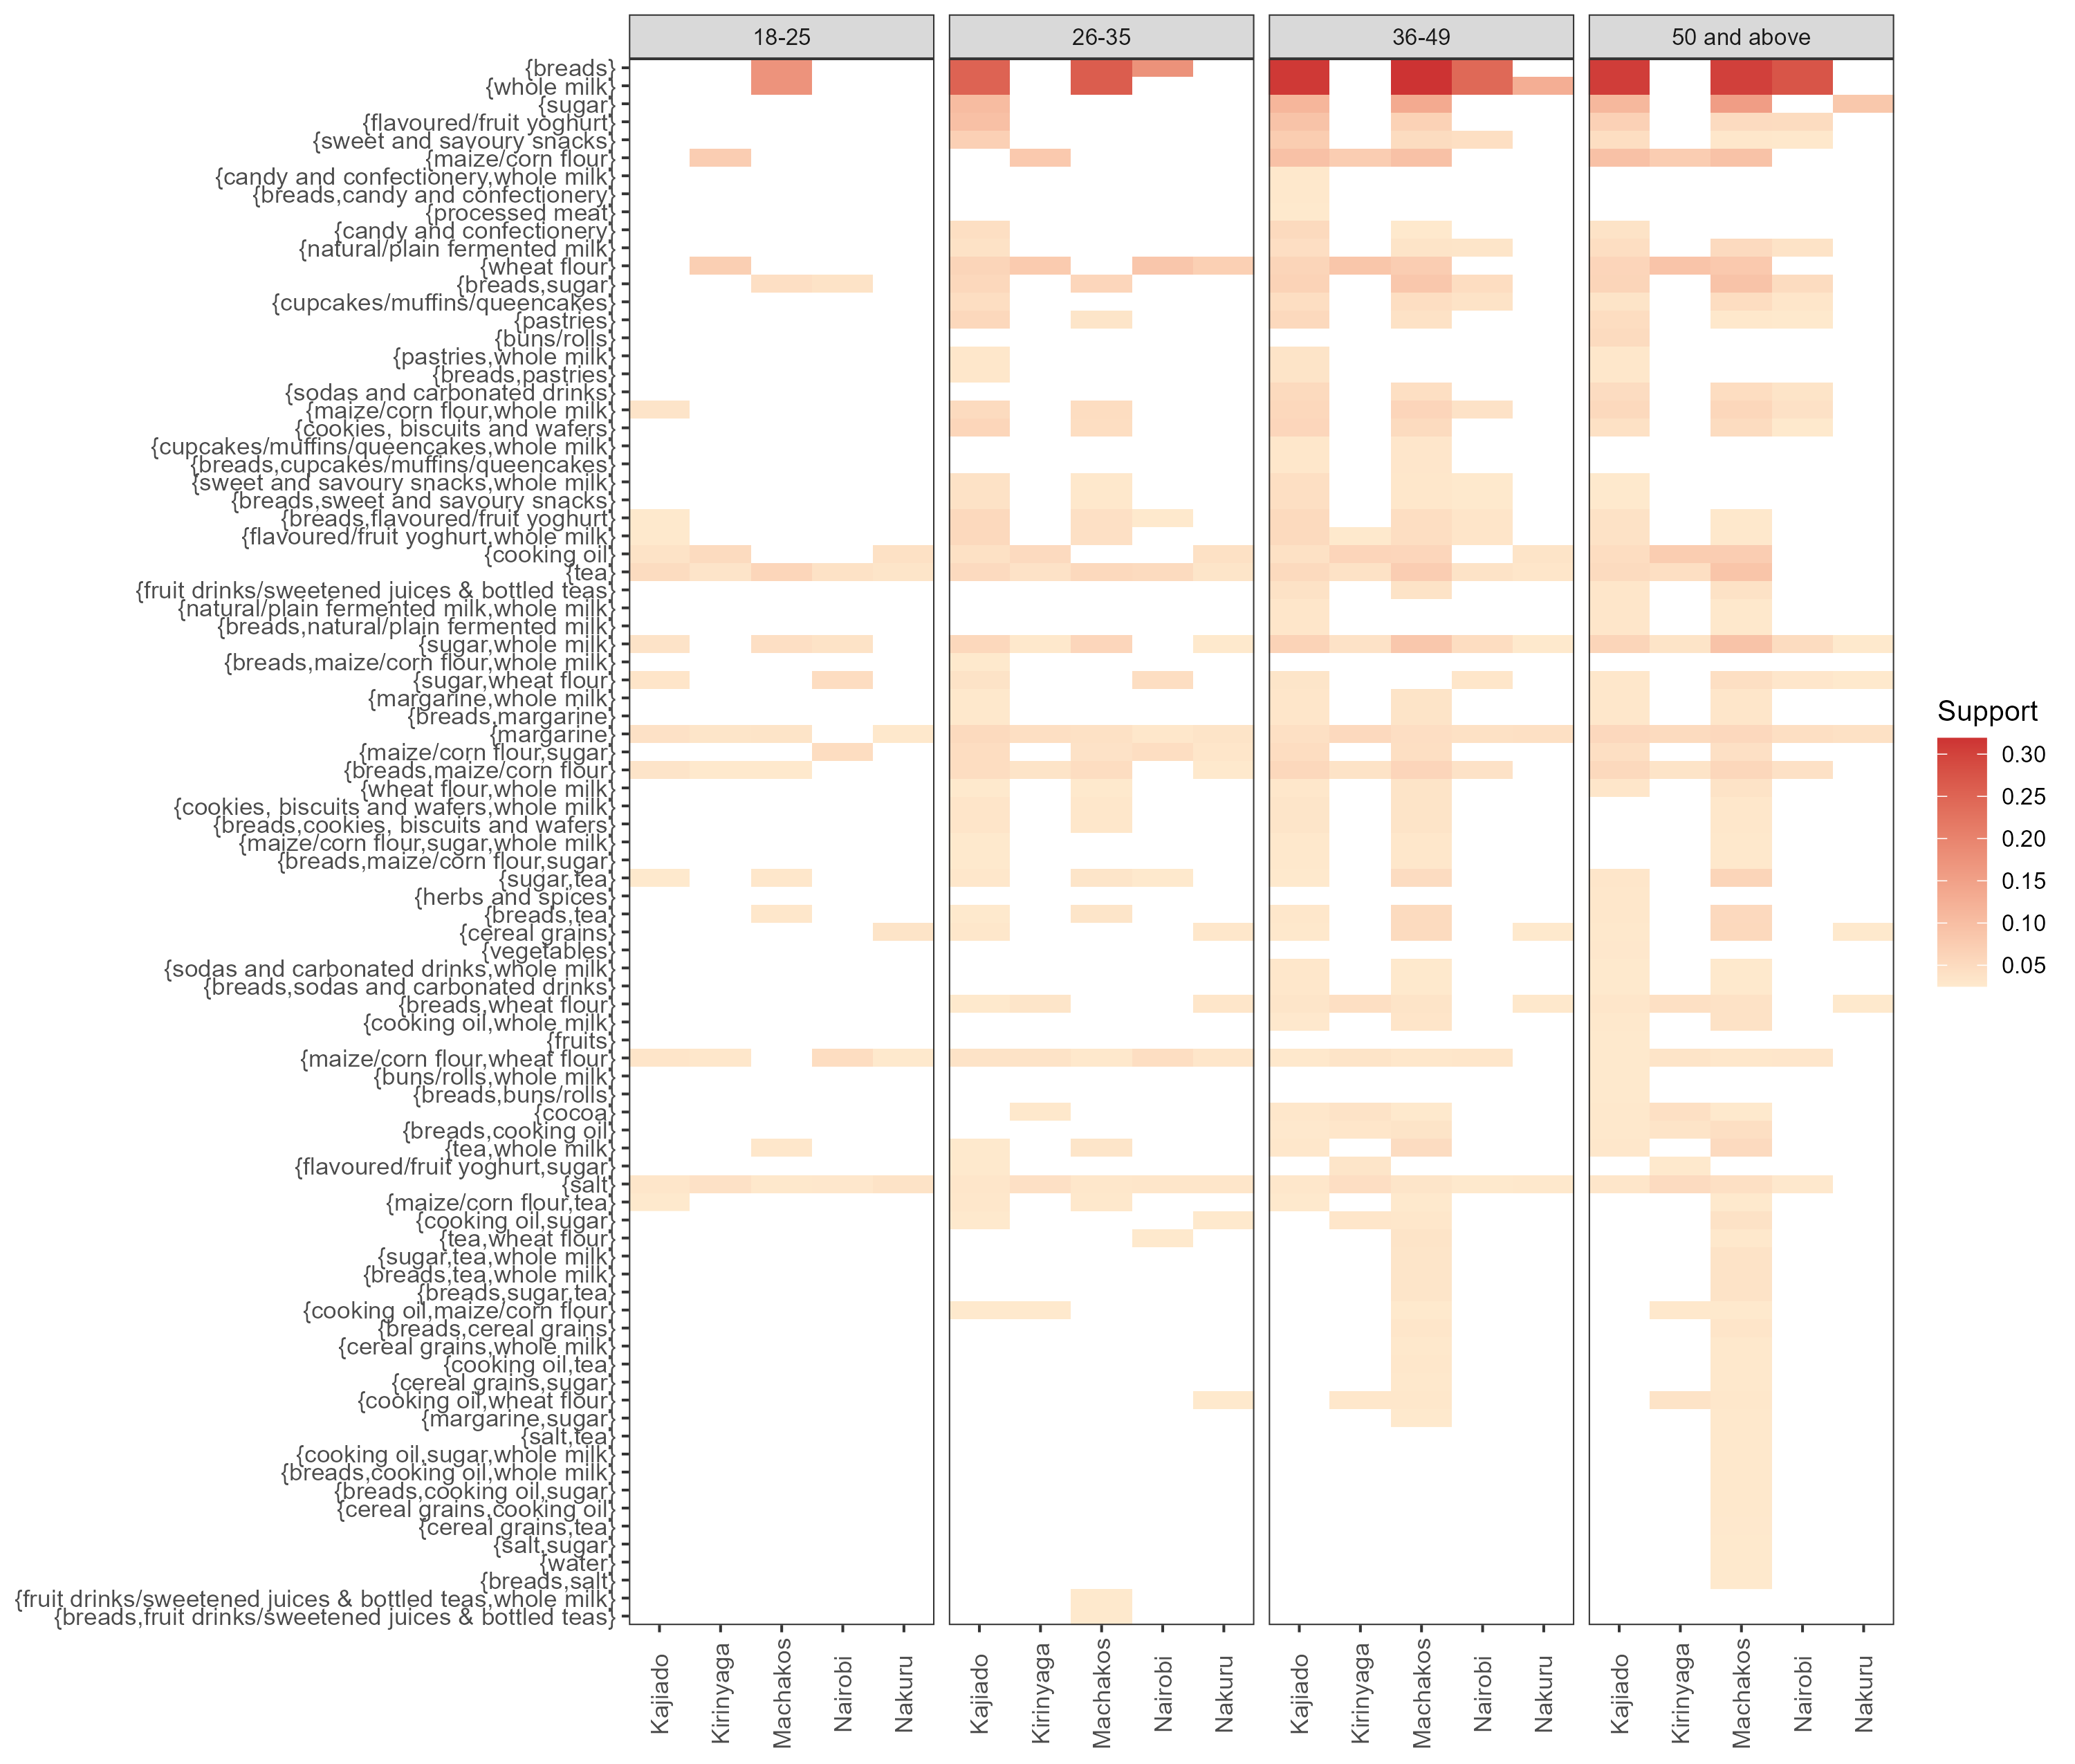 18-25 26-35 36-49 50 and above
{breads}
{whole milk}
{sugar}
{flavoured/fruit yoghurt}
{sweet and savoury snacks}
{maize/corn flour}
{candy and confectionery,whole milk}
{breads,candy and confectionery}
{processed meat}
{candy and confectionery}
{natural/plain fermented milk}
{wheat flour}
{breads,sugar}
{cupcakes/muffins/queencakes}
{pastries}
{buns/rolls}
{pastries,whole milk}
{breads,pastries}
{sodas and carbonated drinks}
{maize/corn flour,whole milk}
{cookies, biscuits and wafers}
{cupcakes/muffins/queencakes,whole milk}
{breads,cupcakes/muffins/queencakes}
{sweet and savoury snacks,whole milk}
{breads,sweet and savoury snacks}
{breads,flavoured/fruit yoghurt}
{flavoured/fruit yoghurt,whole milk}
{cooking oil}
{tea}
{fruit drinks/sweetened juices & bottled teas}
{natural/plain fermented milk,whole milk}
{breads,natural/plain fermented milk}
{sugar,whole milk}
{breads,maize/corn flour,whole milk}
{sugar,wheat flour}
{margarine,whole milk}
{breads,margarine}
{margarine}
{maize/corn flour,sugar}
{breads,maize/corn flour}
{wheat flour,whole milk}
{cookies, biscuits and wafers,whole milk}
{breads,cookies, biscuits and wafers}
{maize/corn flour,sugar,whole milk}
{breads,maize/corn flour,sugar}
{sugar,tea}
{herbs and spices}
{breads,tea}
{cereal grains}
{vegetables}
{sodas and carbonated drinks,whole milk}
{breads,sodas and carbonated drinks}
{breads,wheat flour}
{cooking oil,whole milk}
{fruits}
{maize/corn flour,wheat flour}
{buns/rolls,whole milk}
{breads,buns/rolls}
{cocoa}
{breads,cooking oil}
{tea,whole milk}
{flavoured/fruit yoghurt,sugar}
{salt}
{maize/corn flour,tea}
{cooking oil,sugar}
{tea,wheat flour}
{sugar,tea,whole milk}
{breads,tea,whole milk}
{breads,sugar,tea}
{cooking oil,maize/corn flour}
{breads,cereal grains}
{cereal grains,whole milk}
{cooking oil,tea}
{cereal grains,sugar}
{cooking oil,wheat flour}
{margarine,sugar}
{salt,tea}
{cooking oil,sugar,whole milk}
{breads,cooking oil,whole milk}
{breads,cooking oil,sugar}
{cereal grains,cooking oil}
{cereal grains,tea}
{salt,sugar}
{water}
{breads,salt}
{fruit drinks/sweetened juices & bottled teas,whole milk}
{breads,fruit drinks/sweetened juices & bottled teas}
Kajiado Kirinyaga Machakos Nairobi Nakuru Kajiado Kirinyaga Machakos Nairobi Nakuru Kajiado Kirinyaga Machakos Nairobi Nakuru Kajiado Kirinyaga Machakos Nairobi Nakuru
Support
0.30
0.25
0.20
0.15
0.10
0.05